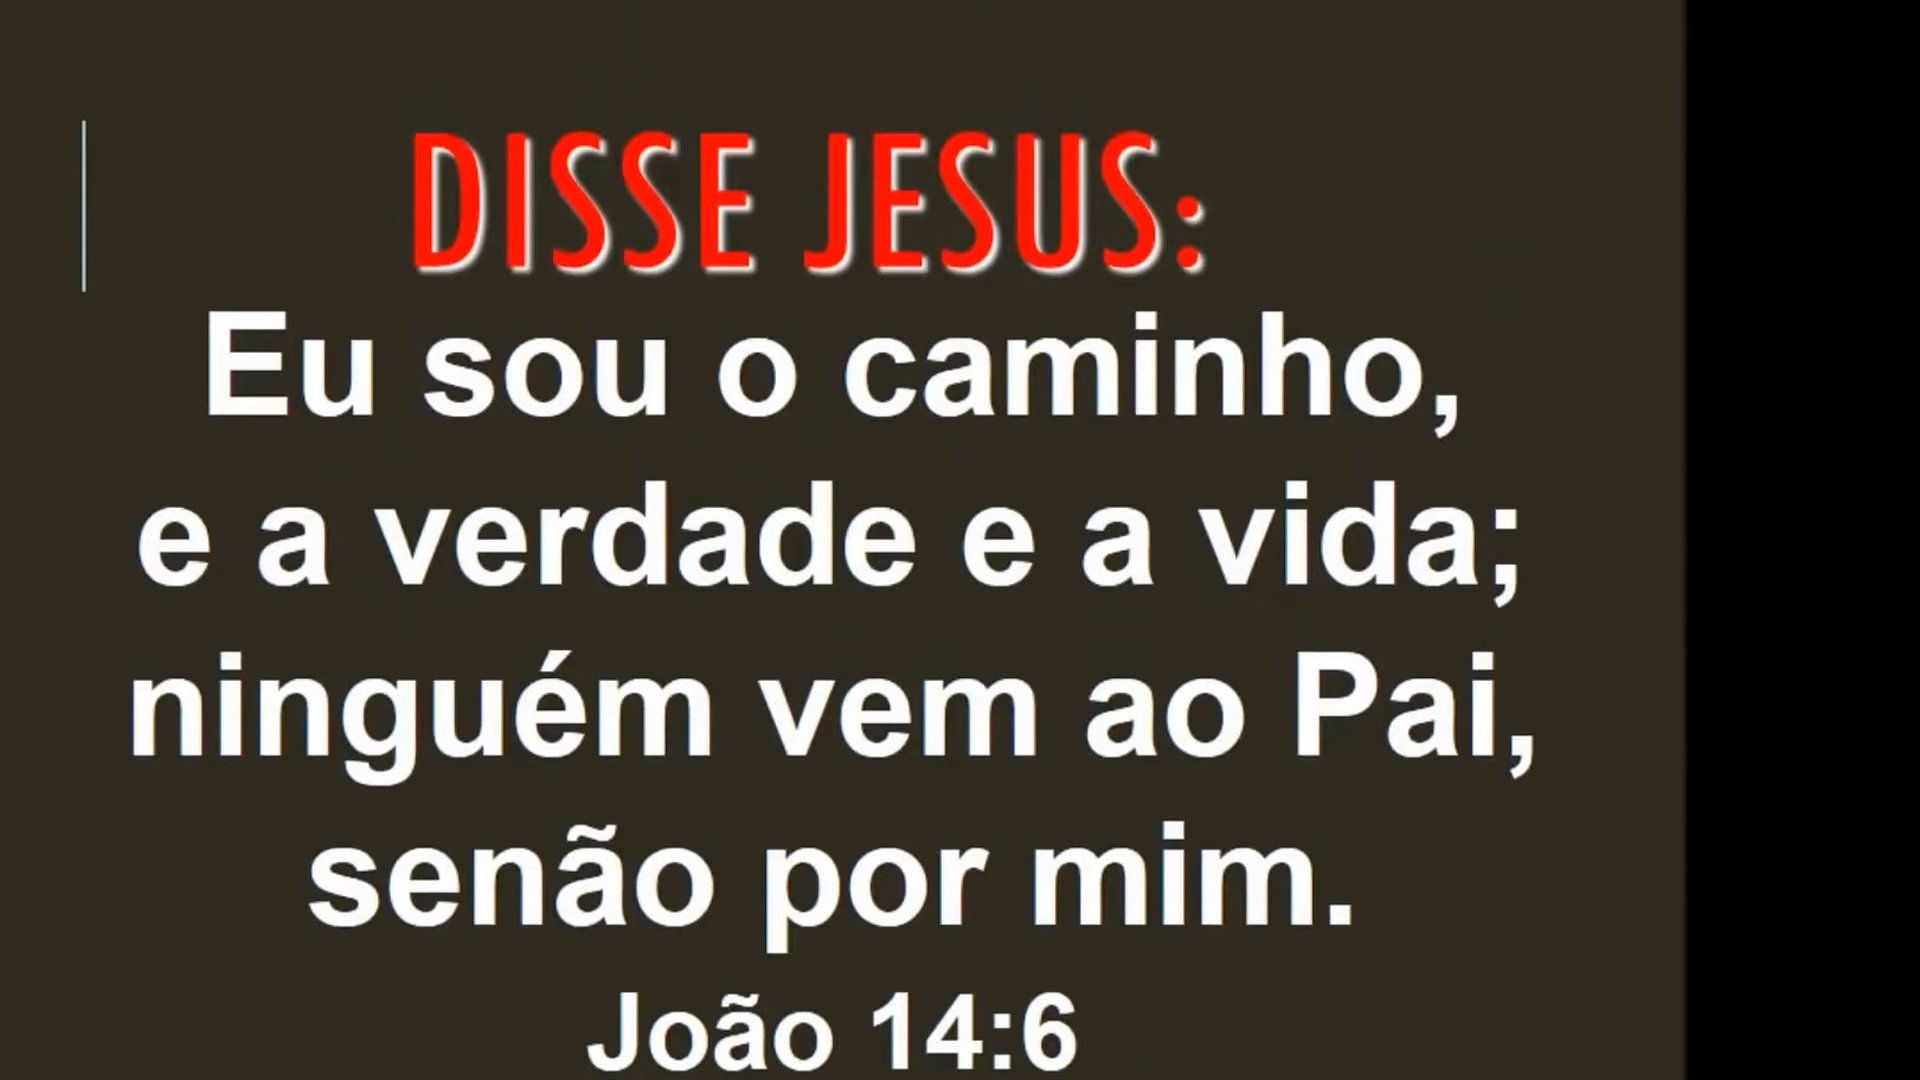 DISSE JESUS:
Eu sou o caminho,
e a verdade e a vida;
ninguém vem ao Pai,
senão por mim.
João 14:6